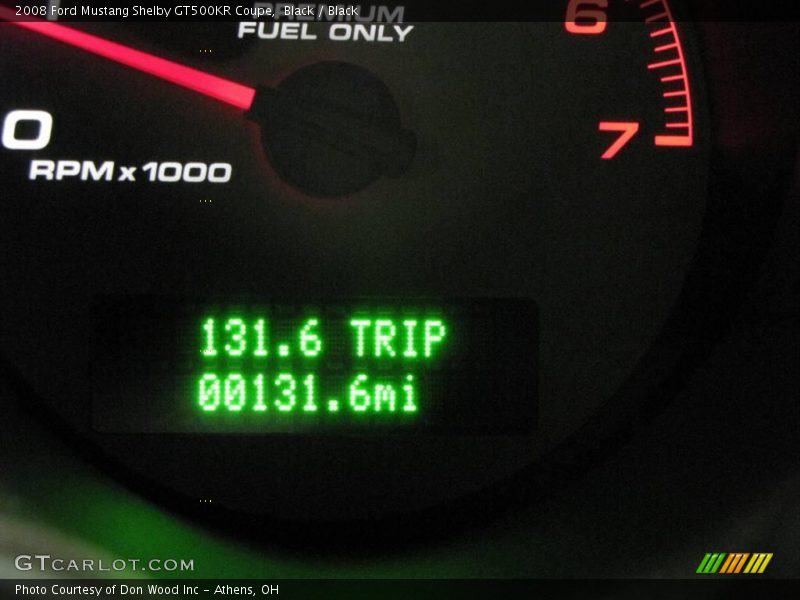 2008 Ford Mustang Shelby GT500KR Coupe,  Black / Black
PREMIUM
FUEL ONLY
6
7
0
RPM x 1000
131.6 TRIP
00131.6mi
GTCARLOT.COM
Photo Courtesy of Don Wood Inc - Athens, OH